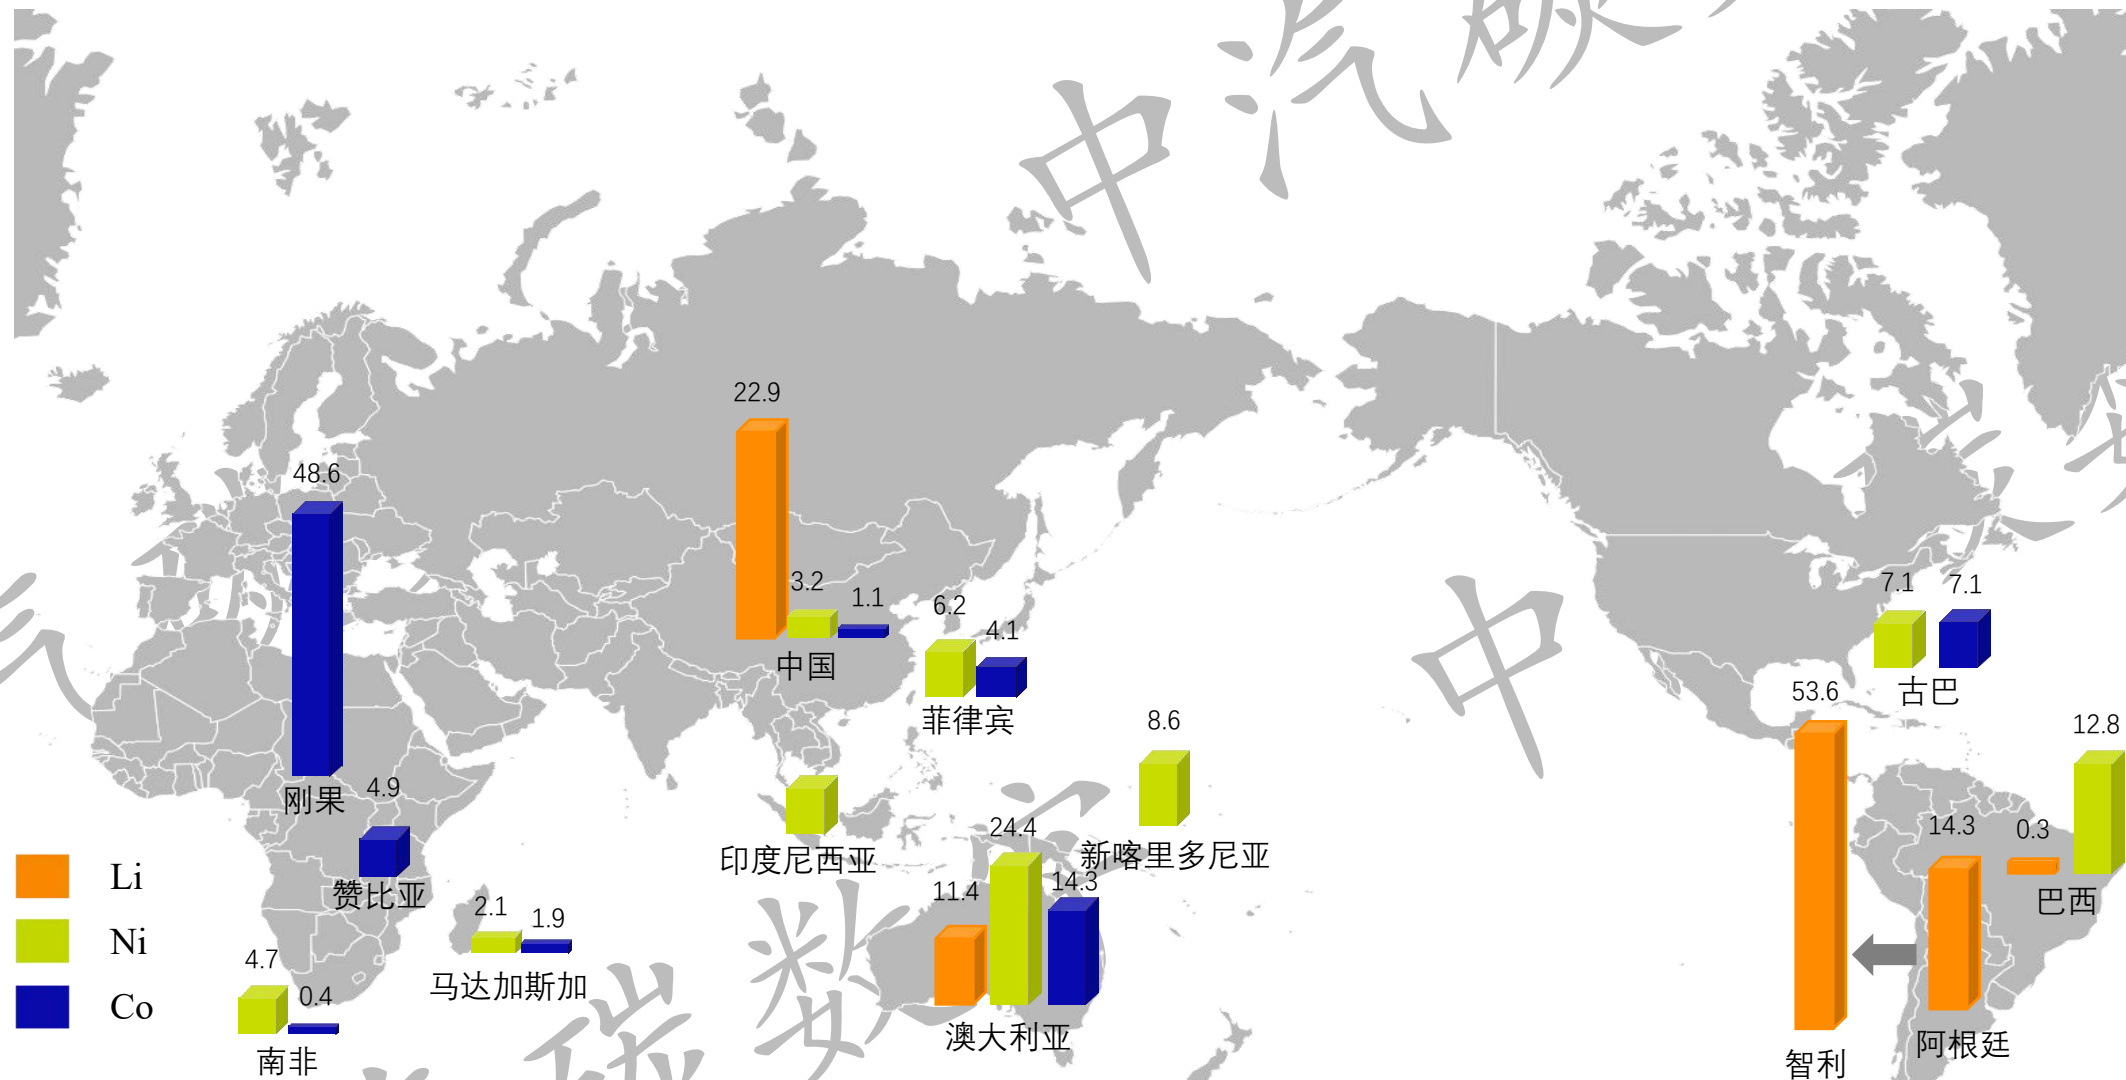 中汽碳
22.9
48.6
3.2
1.1
中国
6.2
4.1
菲律宾
7.1
7.1
古巴
中
53.6
12.8
8.6
新喀里多尼亚
刚果
4.9
赞比亚
印度尼西亚
24.4
11.4
14.3
澳大利亚
14.3
0.3
巴西
阿根廷
智利
Li
Ni
Co
2.1
1.9
马达加斯加
4.7
0.4
南非
碳数